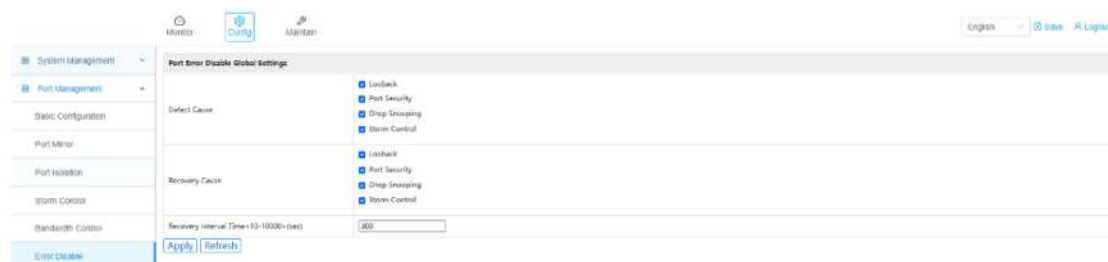 Monitor
Config
Maintain
English
Save
Logout
System Management
Port Management
Basic Configuration
Port Mirror
Port Isolation
Storm Control
Bandwidth Control
Error Disable
Port Error Disable Global Settings
Detect Cause
Loopback
Port Security
Dhcp Snooping
Storm Control
Recovery Cause
Loopback
Port Security
Dhcp Snooping
Storm Control
Recovery Interval Time<10-10000>(sec)
300
Apply
Refresh